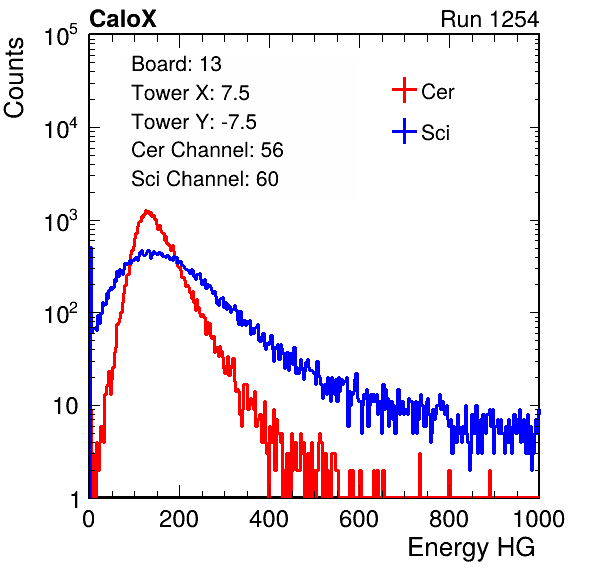 CaloX Run 1254
10^5
Counts
Board: 13
Tower X: 7.5
Tower Y: -7.5
Cer Channel: 56
Sci Channel: 60
Cer
Sci
10^4
10^3
10^2
10
1
0 200 400 600 800 1000
Energy HG